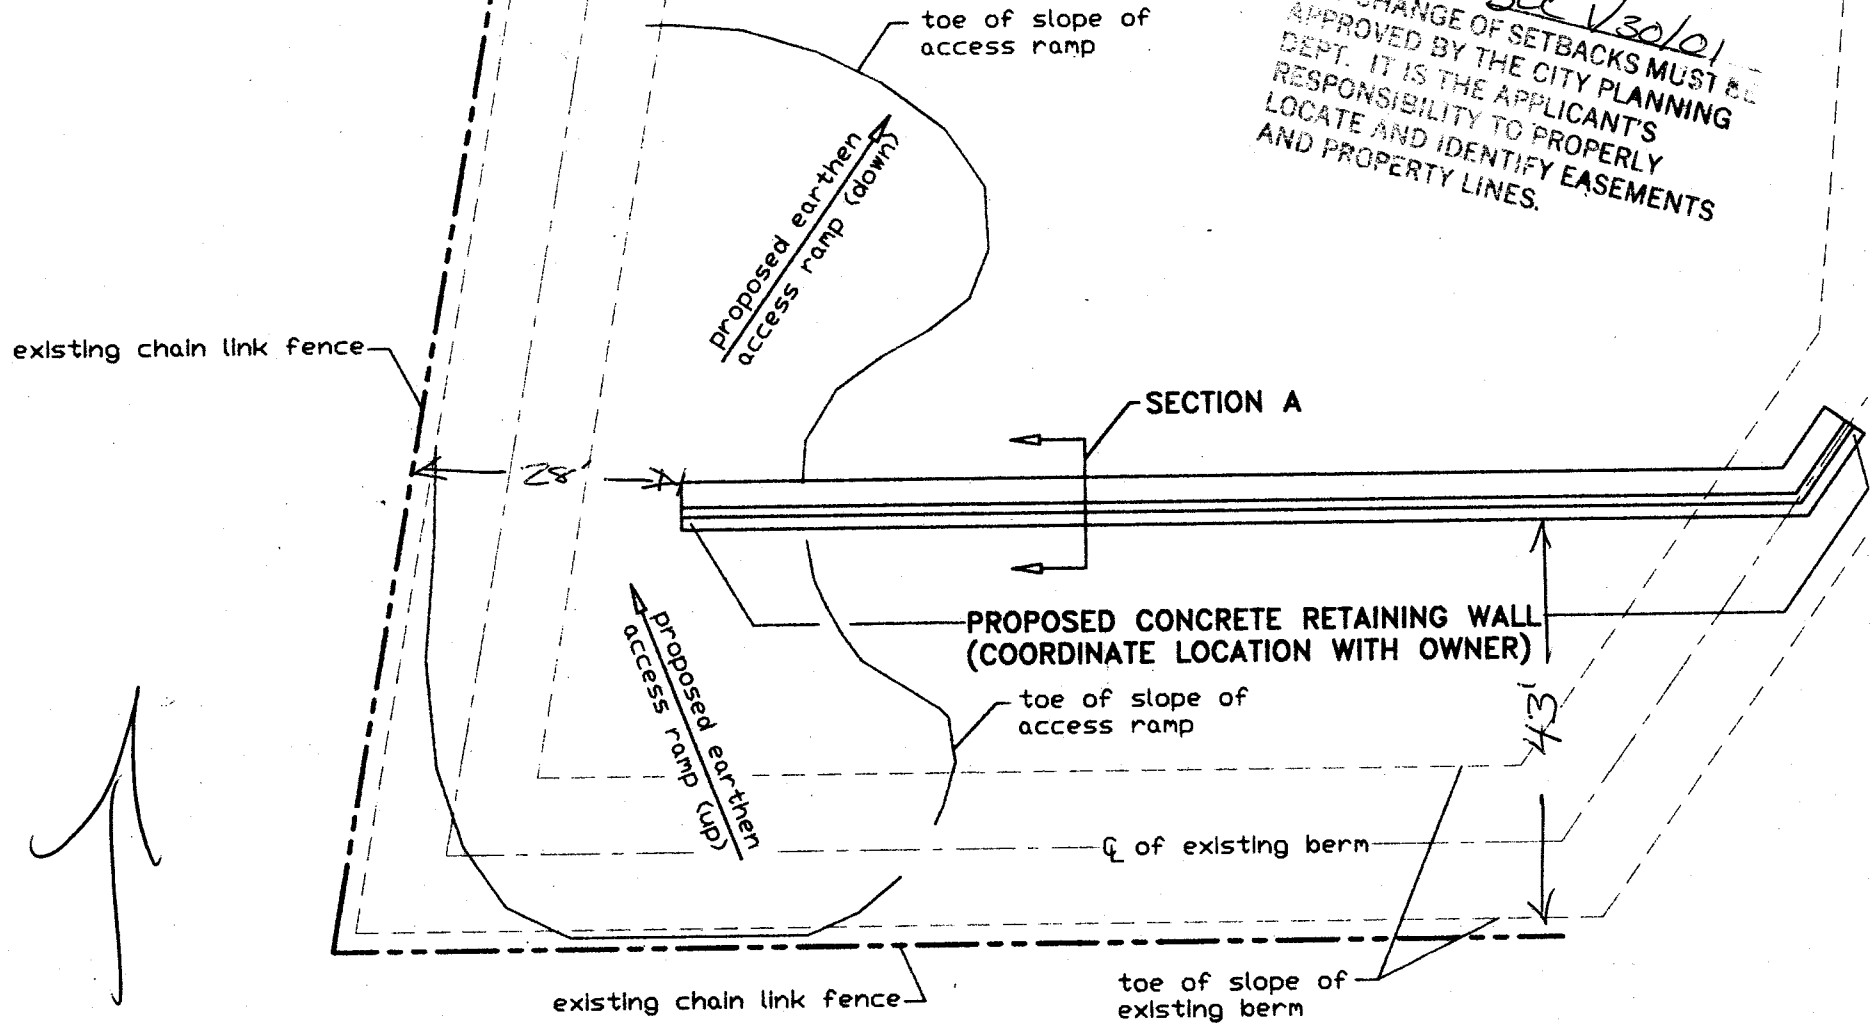 toe of slope of
access ramp
1/30/01
CHANGE OF SETBACKS MUST BE
APPROVED BY THE CITY PLANNING
DEPT. IT IS THE APPLICANT'S
RESPONSIBILITY TO PROPERLY
LOCATE AND IDENTIFY EASEMENTS
AND PROPERTY LINES.
proposed earthen
access ramp (down)
existing chain link fence
SECTION A
28'
PROPOSED CONCRETE RETAINING WALL
(COORDINATE LOCATION WITH OWNER)
proposed earthen
access ramp (up)
toe of slope of
access ramp
43'
℄ of existing berm
existing chain link fence
toe of slope of
existing berm